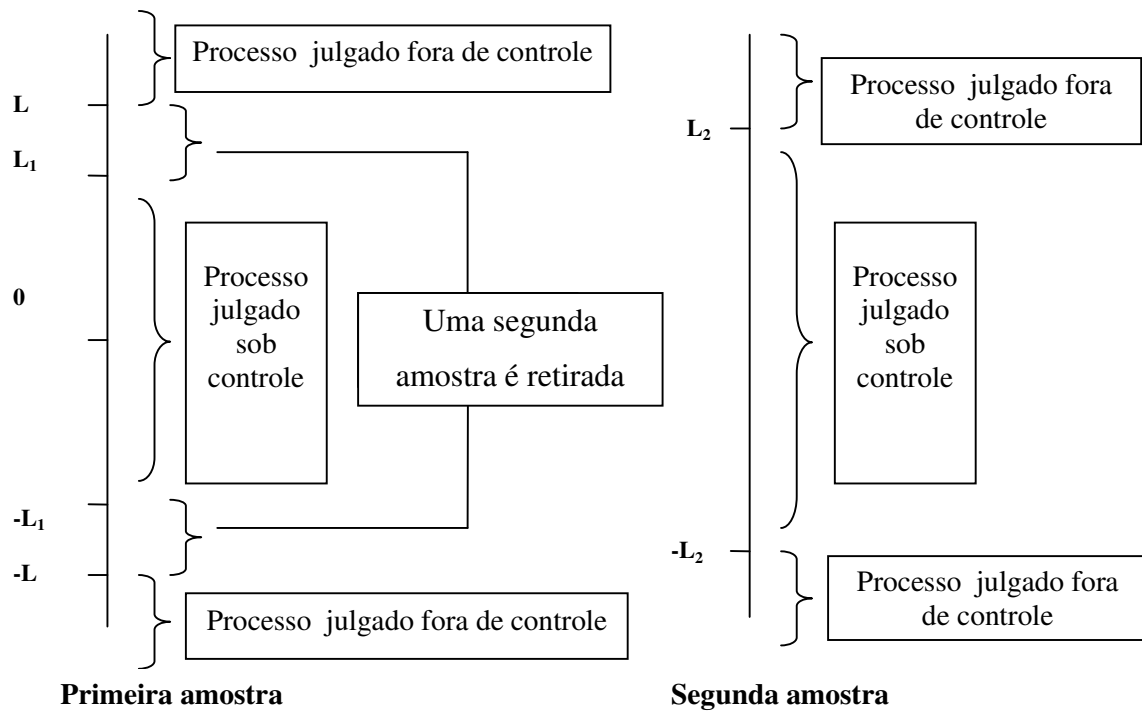 Processo julgado fora de controle
L
L₁
Processo
julgado
sob
controle
0
Uma segunda
amostra é retirada
-L₁
-L
Processo julgado fora de controle
Primeira amostra
Processo julgado fora
de controle
L₂
Processo
julgado
sob
controle
-L₂
Processo julgado fora
de controle
Segunda amostra